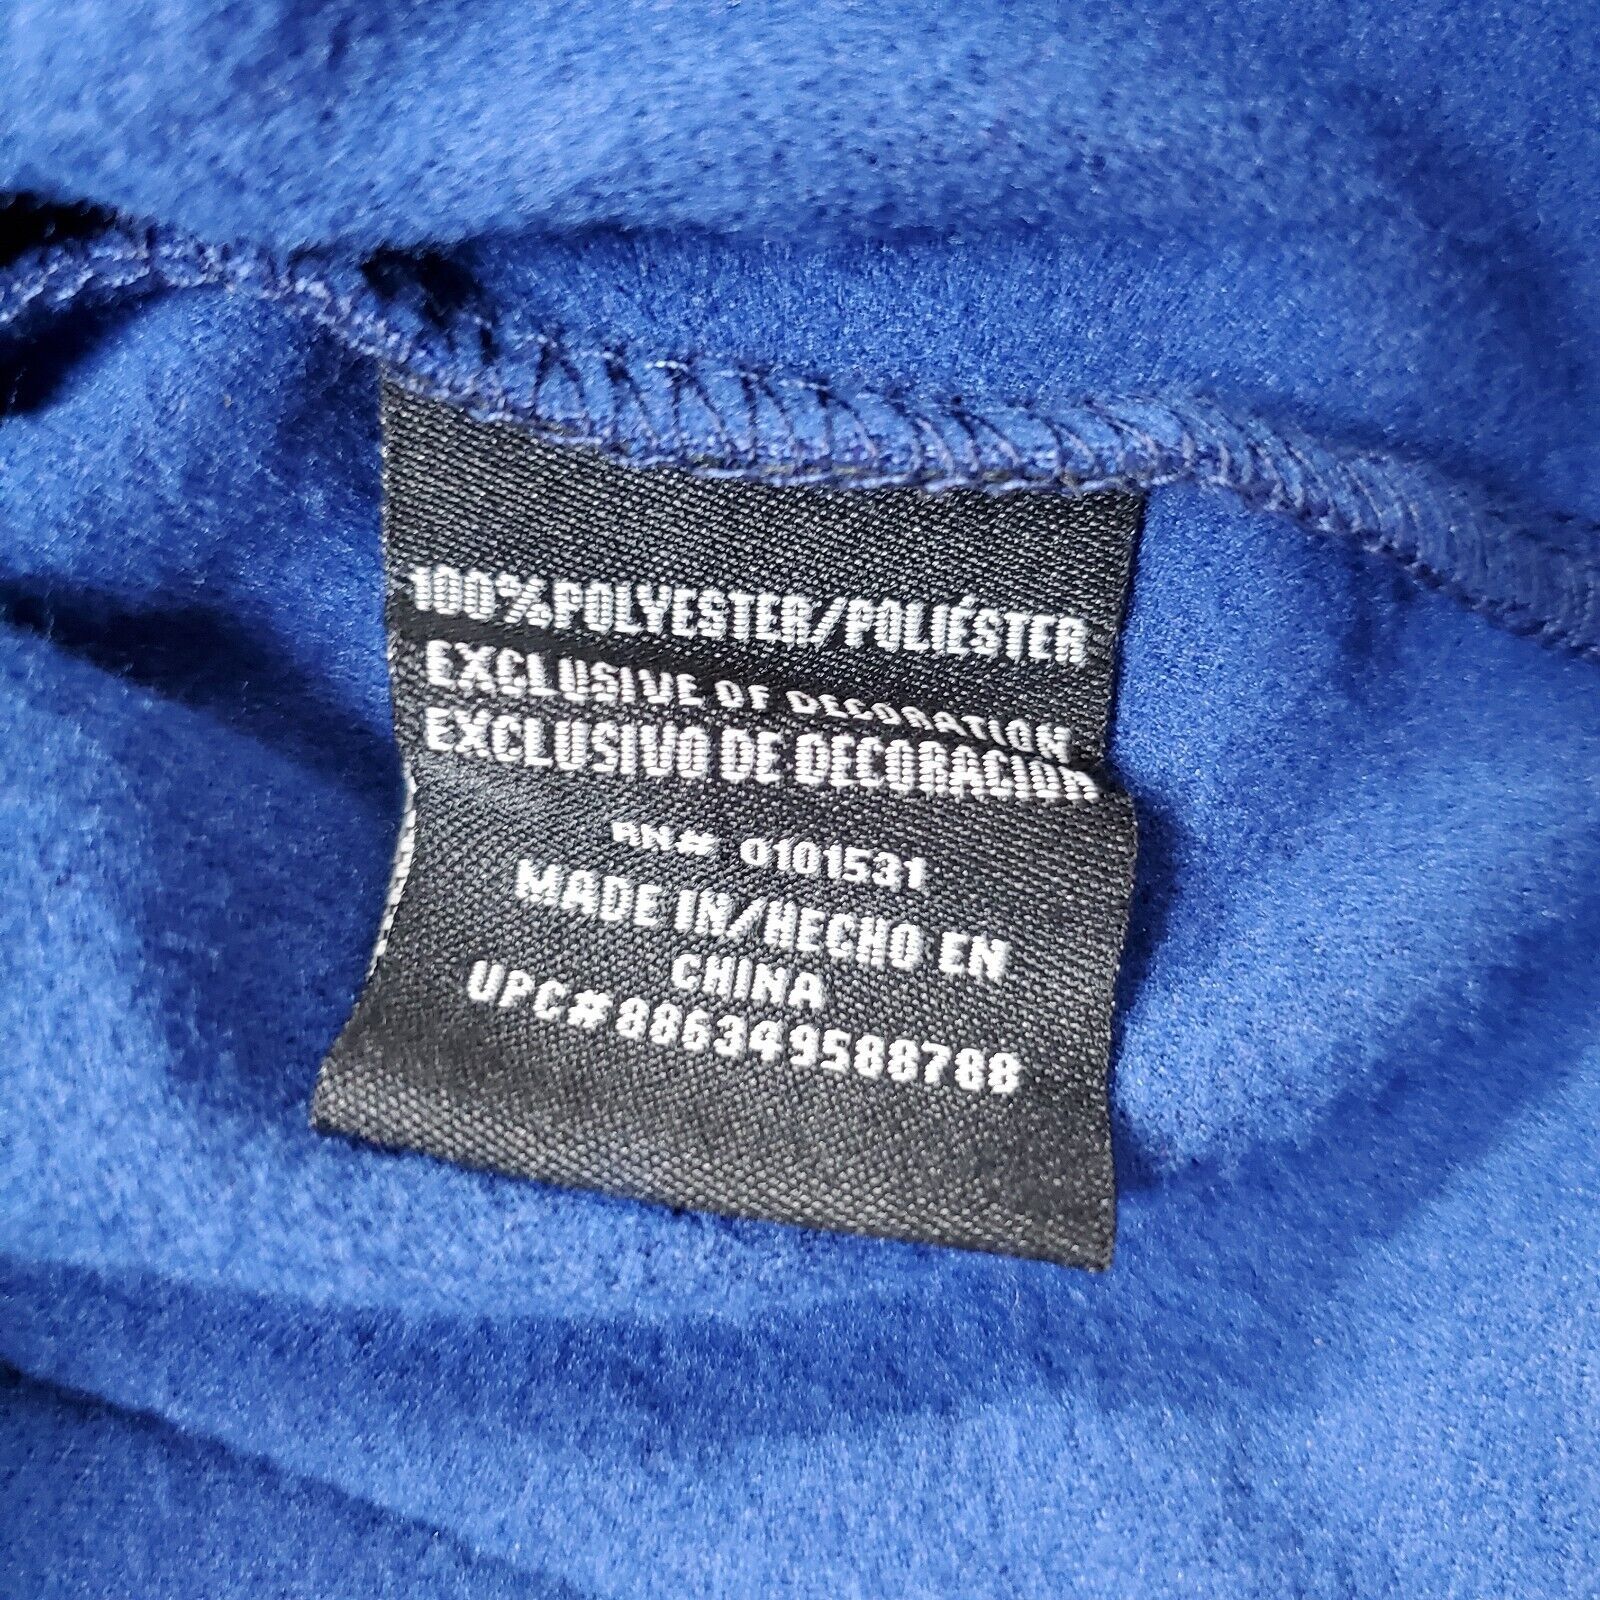 100%POLYESTER/POLIÉSTER
EXCLUSIVE OF DECORATION
EXCLUSIVO DE DECORACION
RN# 0101531
MADE IN/HECHO EN
CHINA
UPC#886349588788